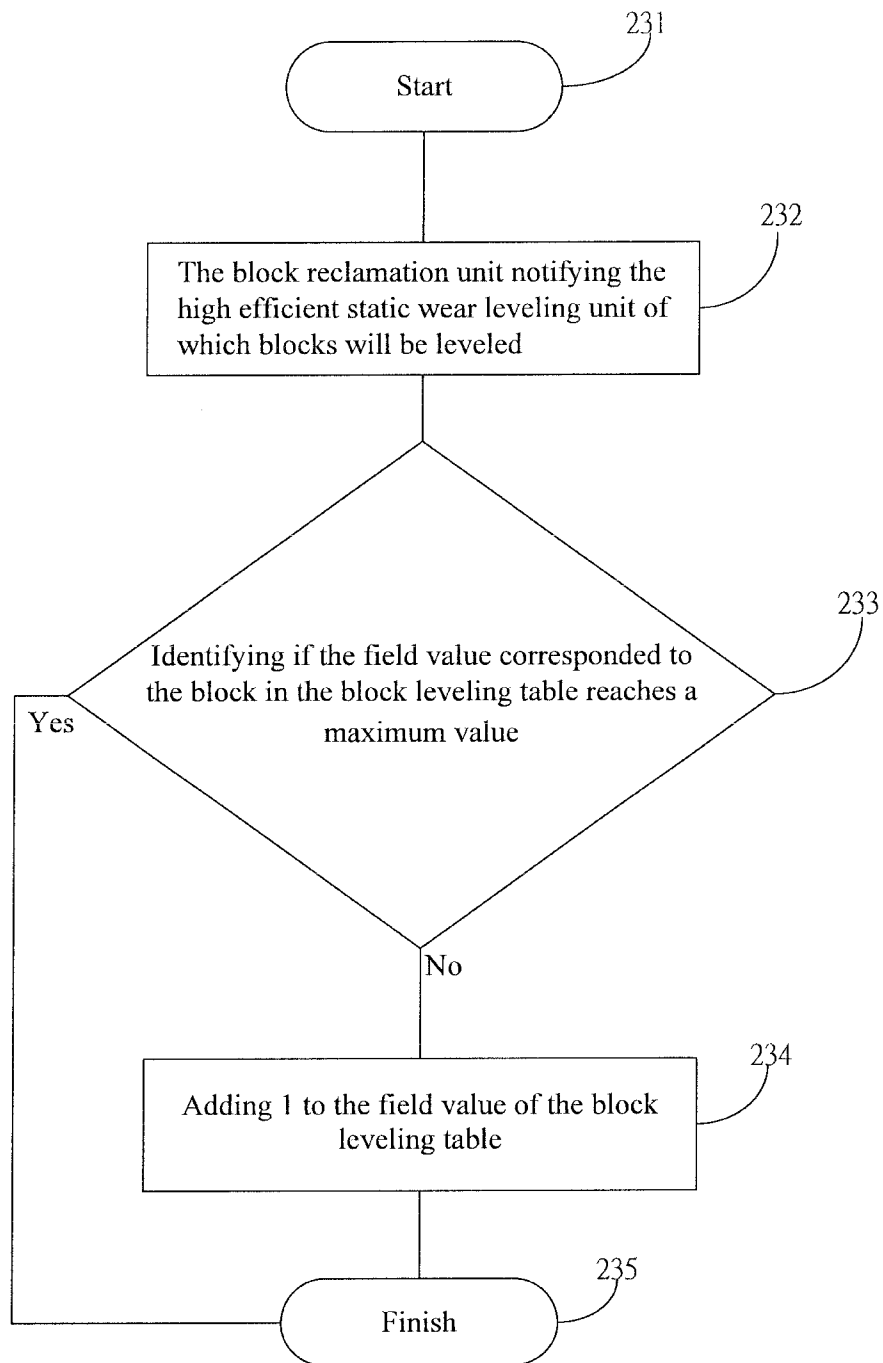 231
Start
232
The block reclamation unit notifying the
high efficient static wear leveling unit of
which blocks will be leveled
233
Identifying if the field value corresponded to
the block in the block leveling table reaches a
maximum value
Yes
No
234
Adding 1 to the field value of the block
leveling table
235
Finish